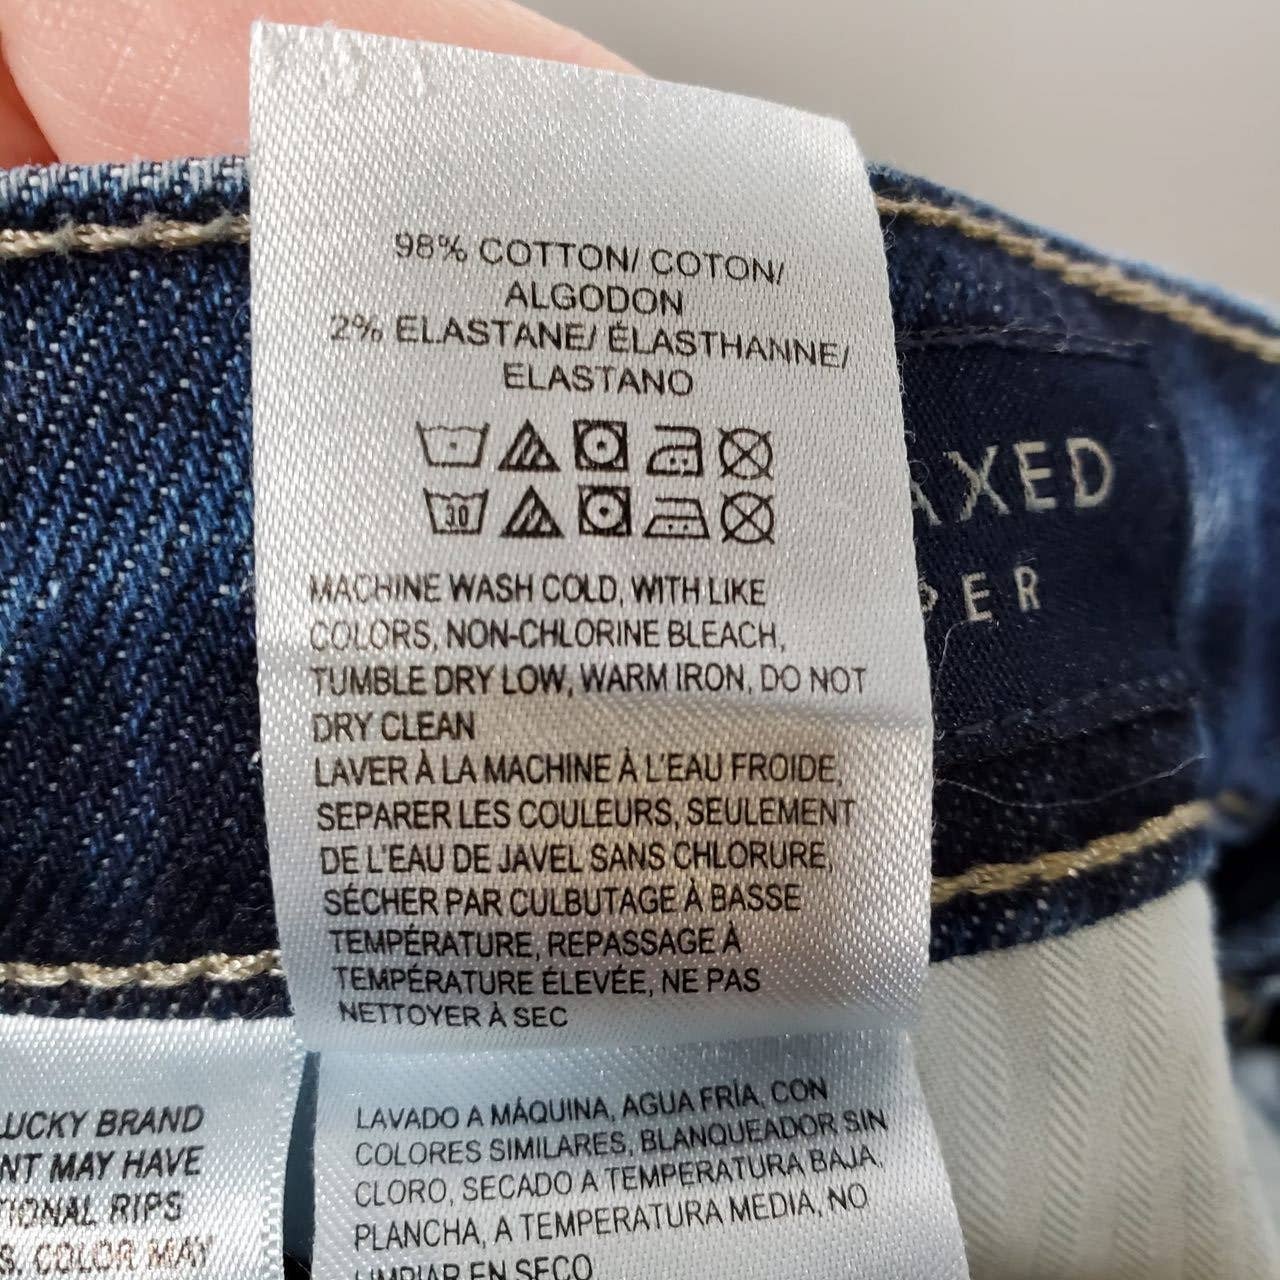 98% COTTON/ COTON/
ALGODON
2% ELASTANE/ ÉLASTHANNE/
ELASTANO
30
MACHINE WASH COLD, WITH LIKE
COLORS, NON-CHLORINE BLEACH,
TUMBLE DRY LOW, WARM IRON, DO NOT
DRY CLEAN
LAVER À LA MACHINE À L'EAU FROIDE,
SEPARER LES COULEURS, SEULEMENT
DE L'EAU DE JAVEL SANS CHLORURE,
SÉCHER PAR CULBUTAGE À BASSE
TEMPÉRATURE, REPASSAGE À
TEMPÉRATURE ÉLEVÉE, NE PAS
NETTOYER À SEC
LAVADO A MÁQUINA, AGUA FRÍA, CON
COLORES SIMILARES, BLANQUEADOR SIN
CLORO, SECADO A TEMPERATURA BAJA,
PLANCHA, A TEMPERATURA MEDIA, NO
LIMPIAR EN SECO
AXED
PER
LUCKY BRAND
NT MAY HAVE
TIONAL RIPS
S. COLOR MAY